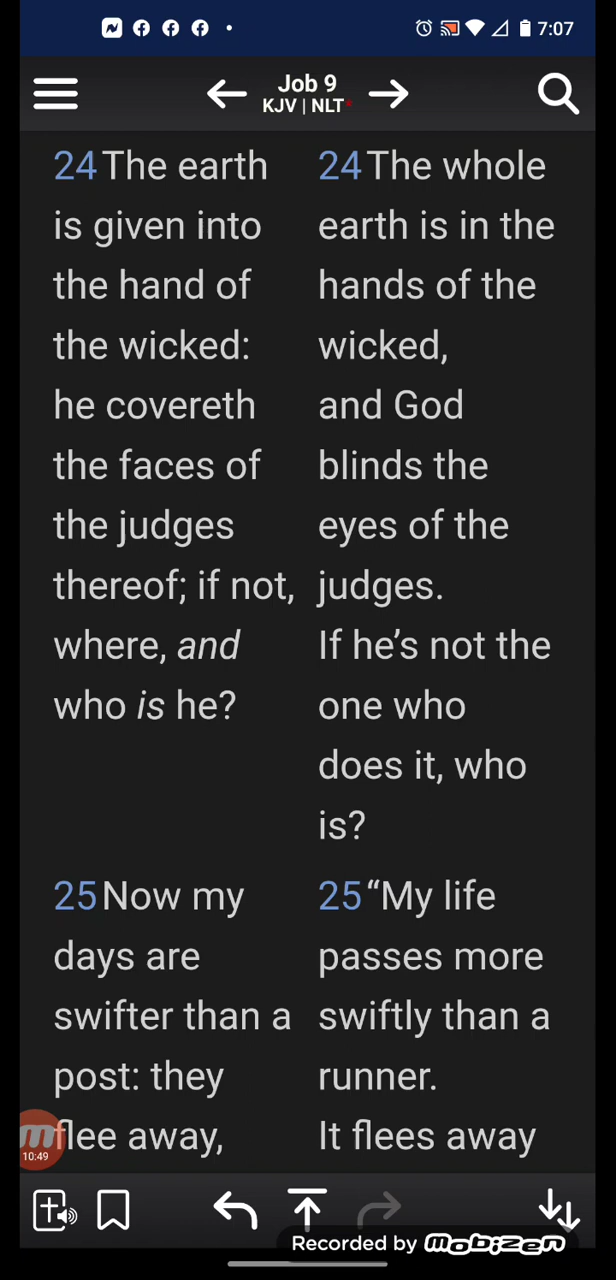 7:07
Job 9
KJV | NLT*
24 The earth
is given into
the hand of
the wicked:
he covereth
the faces of
the judges
thereof; if not,
where, and
who is he?
24 The whole
earth is in the
hands of the
wicked,
and God
blinds the
eyes of the
judges.
If he’s not the
one who
does it, who
is?
25 Now my
days are
swifter than a
post: they
flee away,
25 “My life
passes more
swiftly than a
runner.
It flees away
10:49
Recorded by mobizen